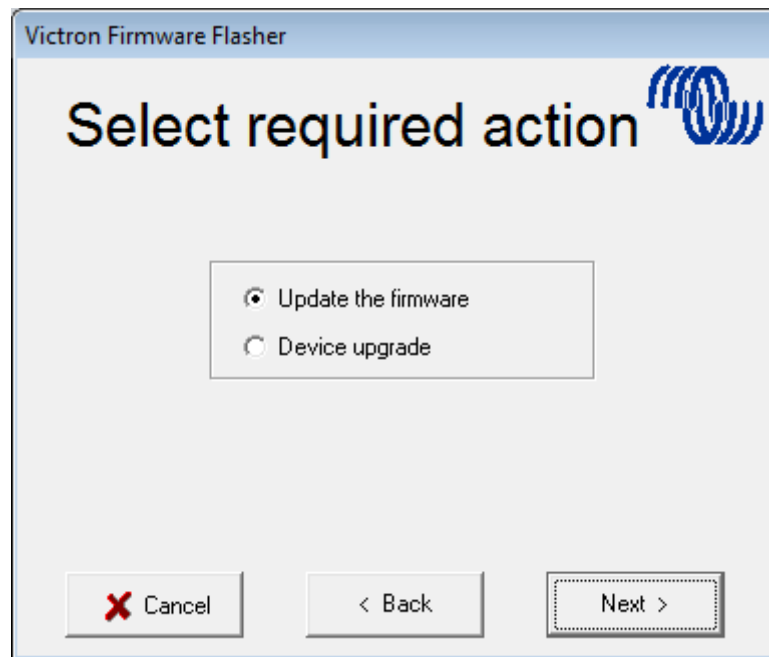 Victron Firmware Flasher
Select required action
Update the firmware
Device upgrade
Cancel
< Back
Next >